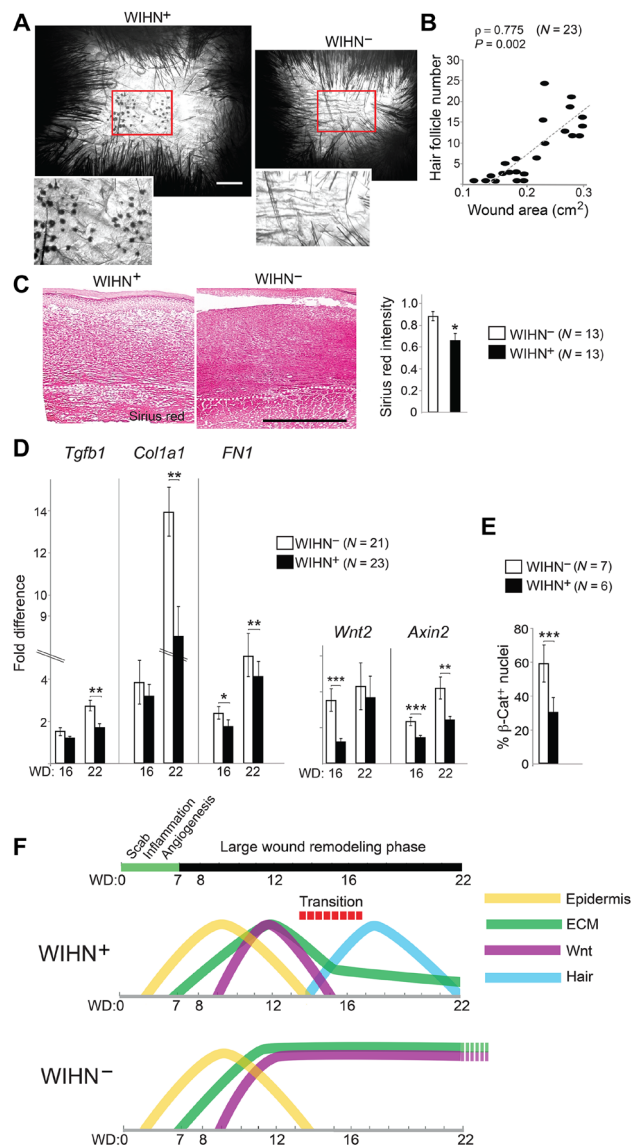 A
WIHN+
WIHN−
B
ρ = 0.775 (N = 23)
P = 0.002
Hair follicle number
30
25
20
15
10
5
0
0.1 0.2 0.3
Wound area (cm2)
C
WIHN+
WIHN−
Sirius red
Sirius red intensity
1.0
0.8
0.6
0.4
0.2
0
*
WIHN− (N = 13)
WIHN+ (N = 13)
D
Tgfb1 Col1a1 FN1
Fold difference
14
12
10
9
4
2
**
**
*
**
WIHN− (N = 21)
WIHN+ (N = 23)
WD: 16 22 16 22 16 22
Wnt2 Axin2
***
***
**
WD: 16 22 16 22
E
WIHN− (N = 7)
WIHN+ (N = 6)
% β-Cat+ nuclei
80
60
40
20
0
***
F
Scab
Inflammation
Angiogenesis
Large wound remodeling phase
WD:0 7 8 12 16 22
Transition
WIHN+
WD:0 7 8 12 16 22
Epidermis
ECM
Wnt
Hair
WIHN−
WD:0 7 8 12 16 22